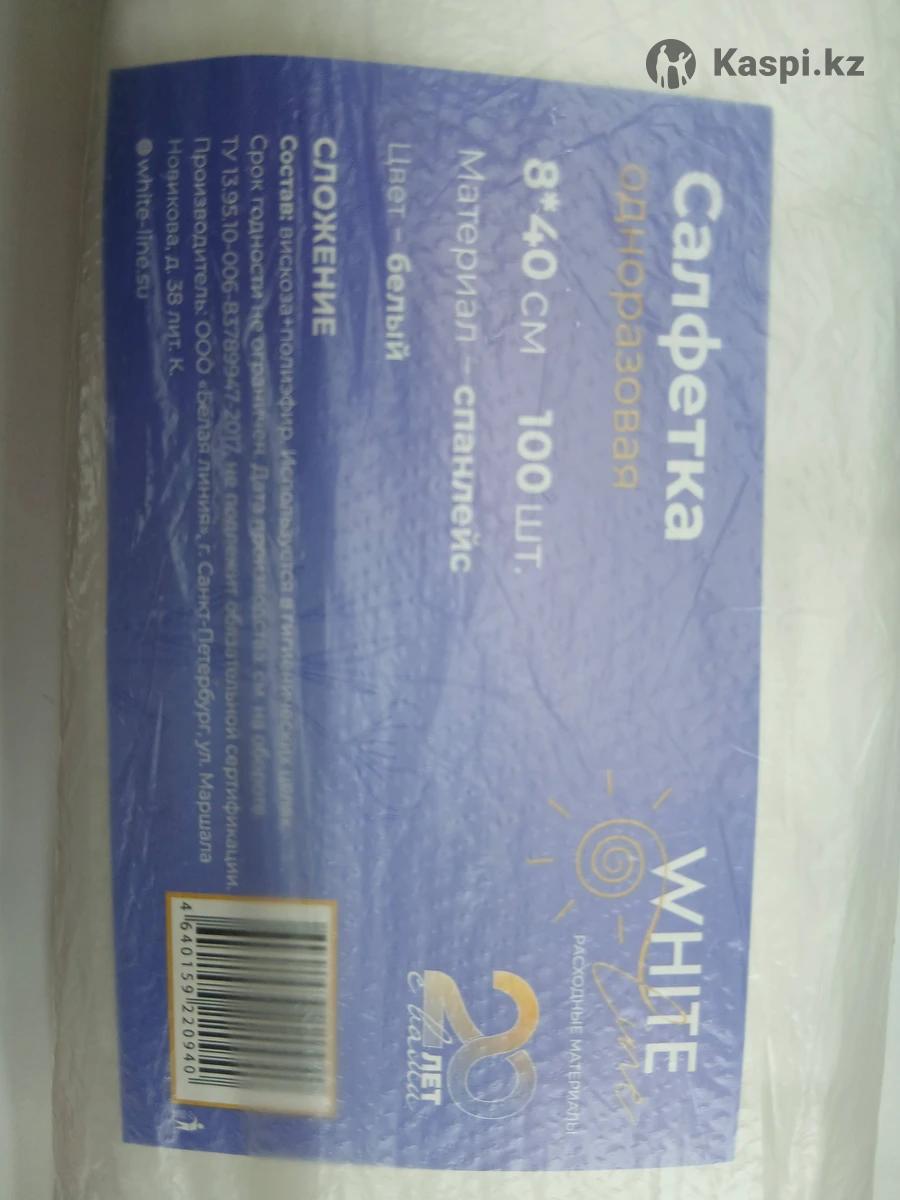 Kaspi.kz
Салфетка
одноразовая
8*40 см 100 шт.
Материал – спанлейс
Цвет – белый
СЛОЖЕНИЕ
Состав: вискоза+полиэфир. Используется в гигиенических целях.
Срок годности не ограничен. Дата производства см. на обороте
ТУ 13.95.10-006-83789947-2017, не подлежит обязательной сертификации.
Производитель: ООО «Белая линия», г. Санкт-Петербург, ул. Маршала
Новикова, д. 38 лит. К.
white-line.su
WHITE
Line
РАСХОДНЫЕ МАТЕРИАЛЫ
20 ЛЕТ
с вами
4 640159 220940